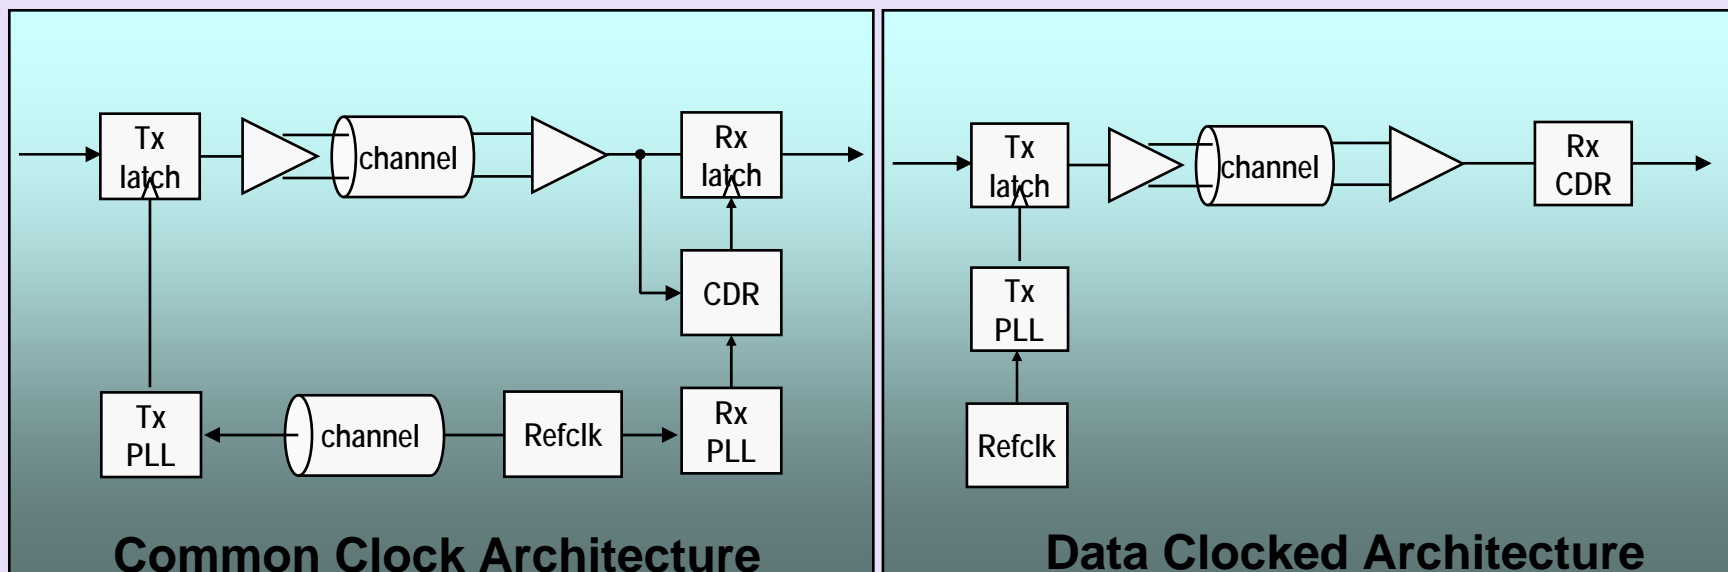 Tx
latch
channel
Rx
latch
CDR
Tx
PLL
channel
Refclk
Rx
PLL
Common Clock Architecture
Tx
latch
channel
Rx
CDR
Tx
PLL
Refclk
Data Clocked Architecture